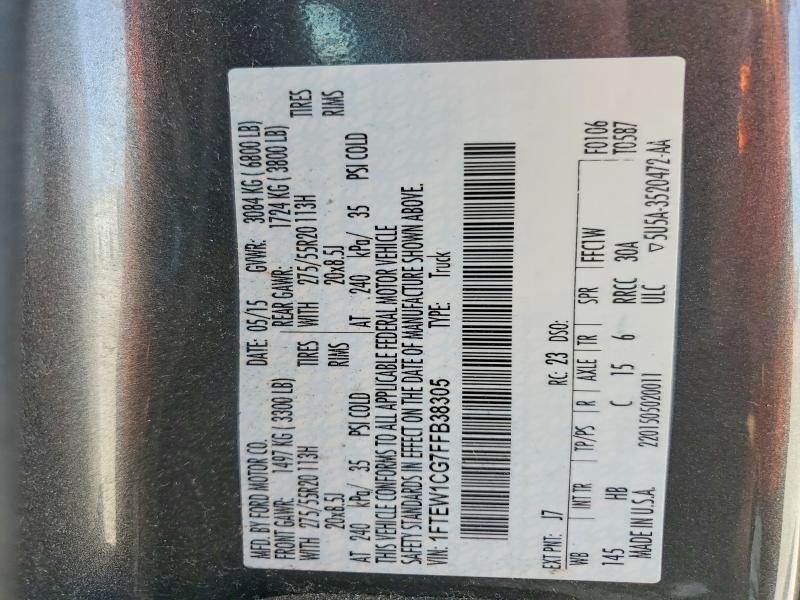 MFD. BY FORD MOTOR CO.
DATE: 05/15 GVWR: 3084 KG ( 6800 LB)
FRONT GAWR: 1497 KG ( 3300 LB) REAR GAWR: 1724 KG ( 3800 LB)
WITH 275/55R20 113H TIRES WITH 275/55R20 113H TIRES
20x8.5J RIMS 20x8.5J RIMS
AT 240 kPa/ 35 PSI COLD AT 240 kPa/ 35 PSI COLD
THIS VEHICLE CONFORMS TO ALL APPLICABLE FEDERAL MOTOR VEHICLE
SAFETY STANDARDS IN EFFECT ON THE DATE OF MANUFACTURE SHOWN ABOVE.
VIN: 1FTEW1CG7FFB38305 TYPE: Truck
EXT PNT: J7 RC: 23 DSO:
WB INT TR TP/PS R AXLE TR SPR FFC1W F0106
145 HB C 15 6 RRCC 30A T0587
MADE IN U.S.A. 2201505020011 ULC ▽5U5A-3520472-AA